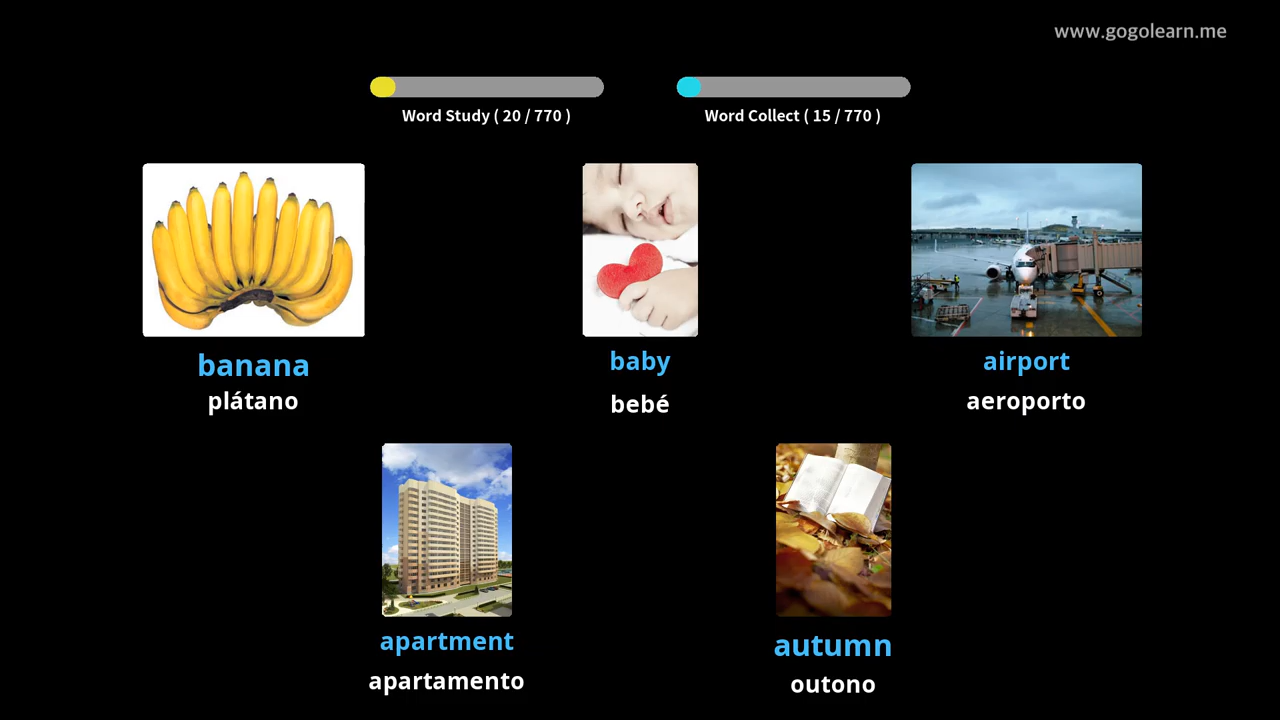 www.gogolearn.me
Word Study ( 20 / 770 )
Word Collect ( 15 / 770 )
banana
plátano
baby
bebé
airport
aeroporto
apartment
apartamento
autumn
outono